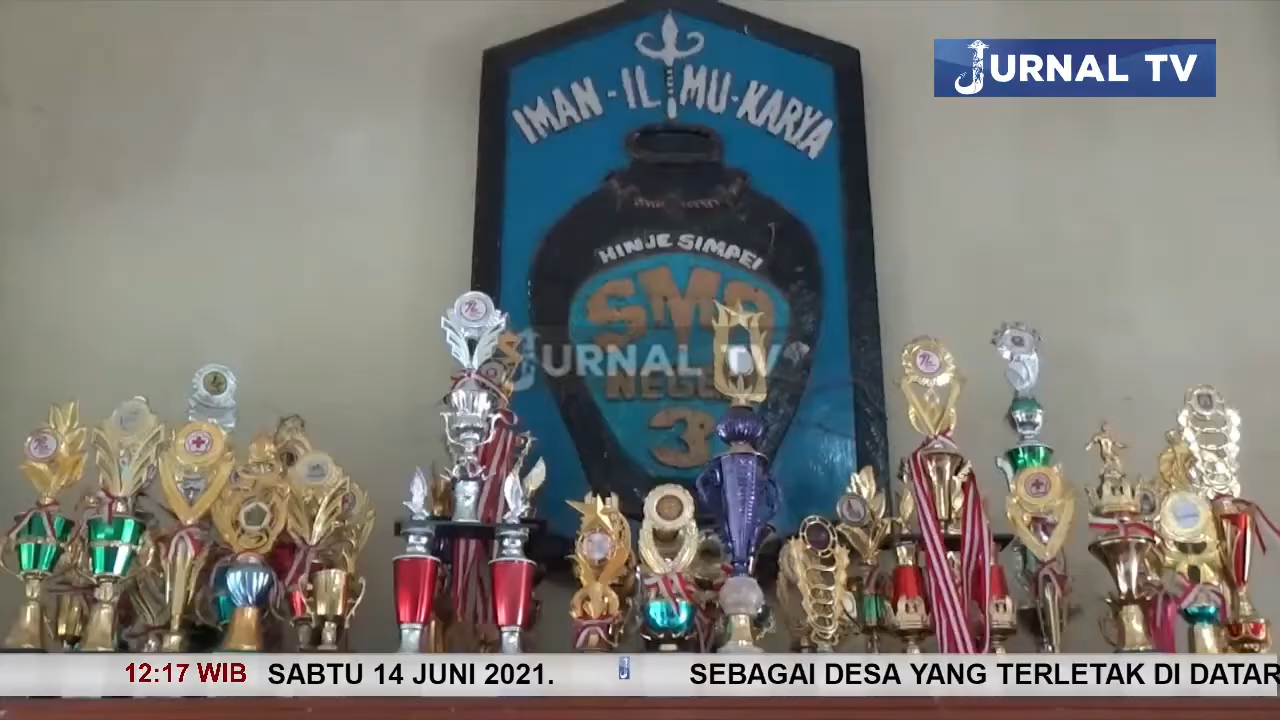 JURNAL TV
IMAN-ILMU-KARYA
HINJE SIMPEI
SMP
NEGERI
3
JURNAL TV
12:17 WIB SABTU 14 JUNI 2021. SEBAGAI DESA YANG TERLETAK DI DATAR